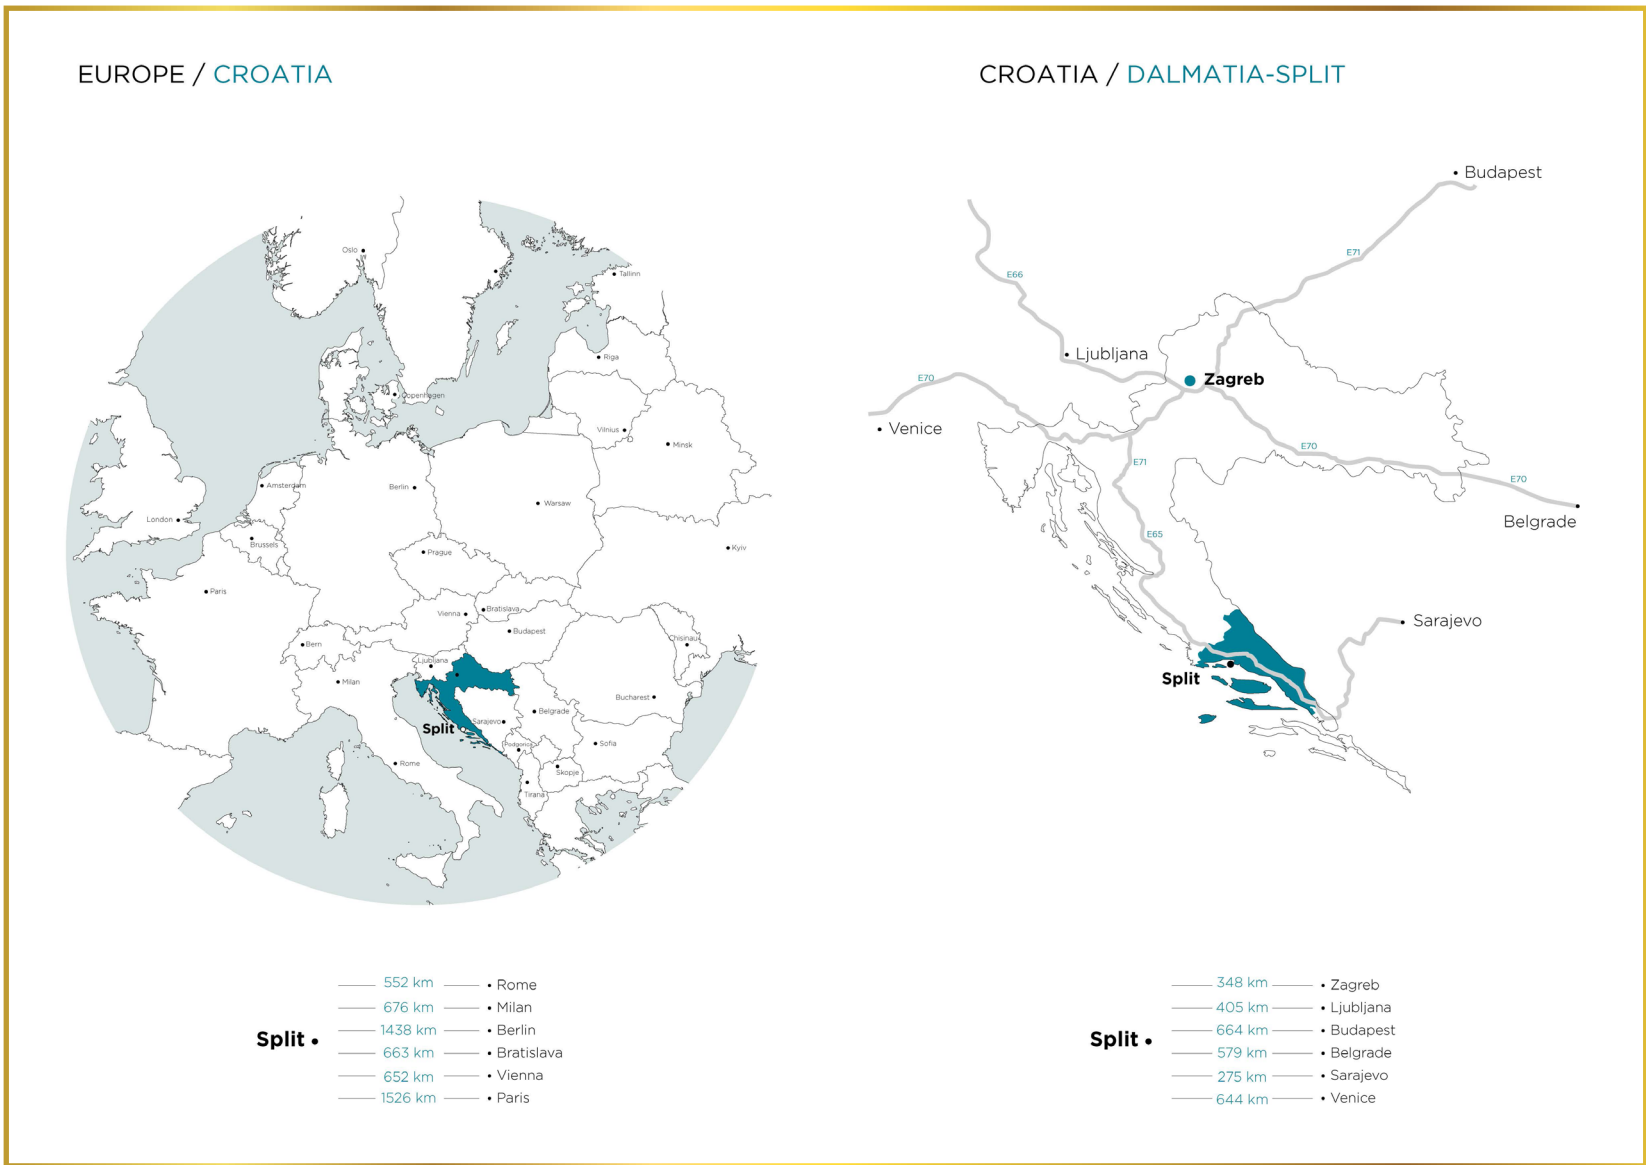 EUROPE / CROATIA
Oslo
Tallinn
Riga
Copenhagen
Vilnius
Minsk
Amsterdam
Berlin
London
Warsaw
Brussels
Prague
Kyiv
Paris
Vienna
Bratislava
Budapest
Bern
Chisinau
Ljubljana
Milan
Bucharest
Belgrade
Sarajevo
Split
Podgorica
Sofia
Rome
Skopje
Tirana
Split
552 km Rome
676 km Milan
1438 km Berlin
663 km Bratislava
652 km Vienna
1526 km Paris
CROATIA / DALMATIA-SPLIT
Budapest
E71
E66
Ljubljana
Zagreb
E70
Venice
E70
E71
E70
Belgrade
E65
Sarajevo
Split
Split
348 km Zagreb
405 km Ljubljana
664 km Budapest
579 km Belgrade
275 km Sarajevo
644 km Venice